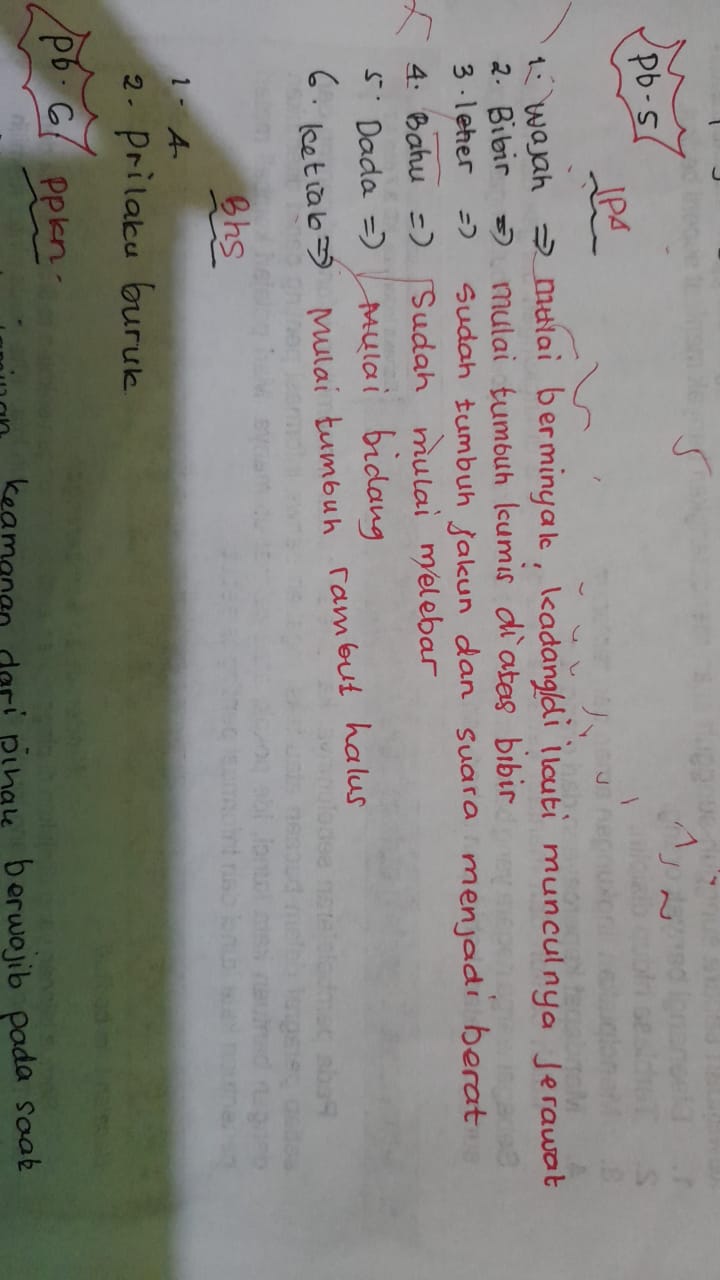 Pb. 5
IPA
1. Wajah => mulai berminyak, kadang di ikuti munculnya Jerawat
2. Bibir => mulai tumbuh kumis di atas bibir
3. leher => sudah tumbuh jakun dan suara menjadi berat
4. Bahu => Sudah mulai melebar
5. Dada => Mulai bidang
6. ketiab => Mulai tumbuh rambut halus
Bhs
1. A
2. Prilaku buruk
Pb. 6
PPkn.
keamanan dari pihak berwajib pada saat